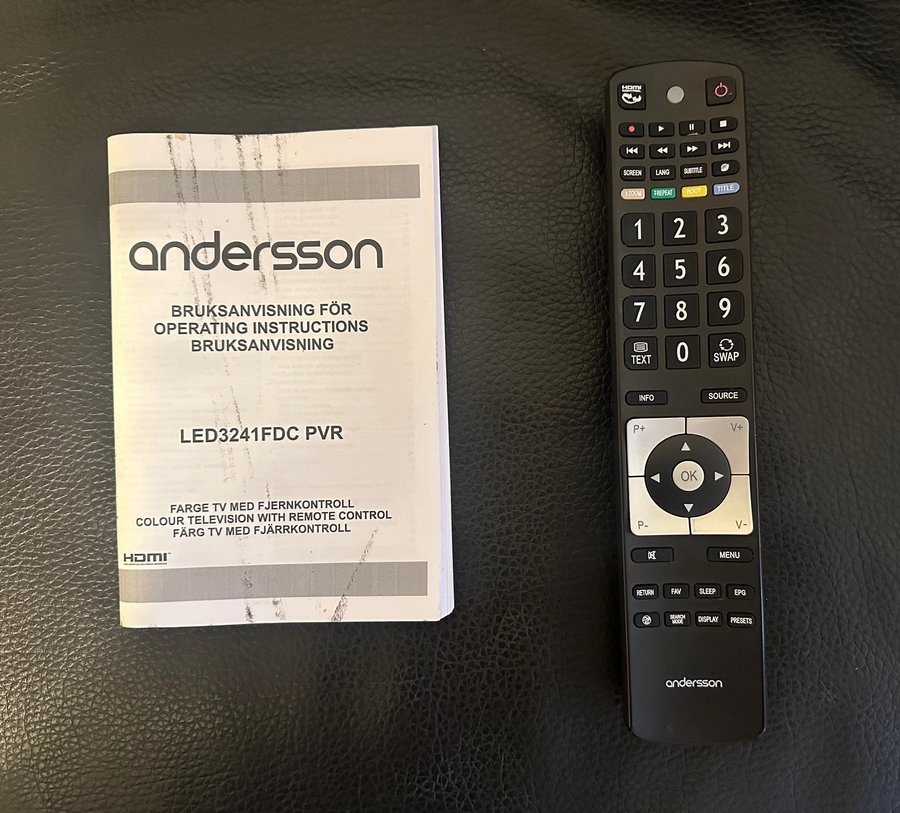 andersson
BRUKSANVISNING FÖR
OPERATING INSTRUCTIONS
BRUKSANVISNING
LED3241FDC PVR
FARGE TV MED FJERNKONTROLL
COLOUR TELEVISION WITH REMOTE CONTROL
FÄRG TV MED FJÄRRKONTROLL
HDMI
HDMI
CONTROL
SCREEN LANG SUBTITLE
ZOOM REPEAT ROOT TITLE
1 2 3
4 5 6
7 8 9
TEXT 0 SWAP
INFO SOURCE
P+ V+
OK
P- V-
MENU
RETURN FAV SLEEP EPG
SEARCH MODE DISPLAY PRESETS
andersson